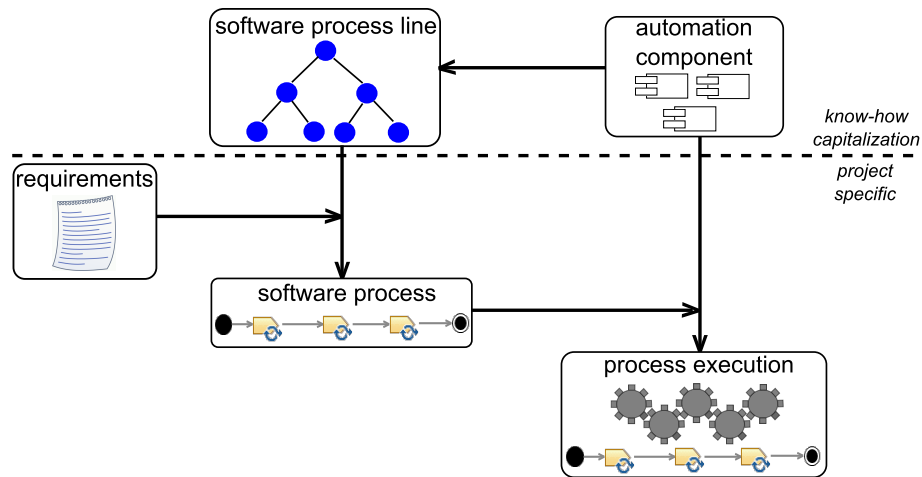 software process line
automation
component
know-how
capitalization
project
specific
requirements
software process
process execution